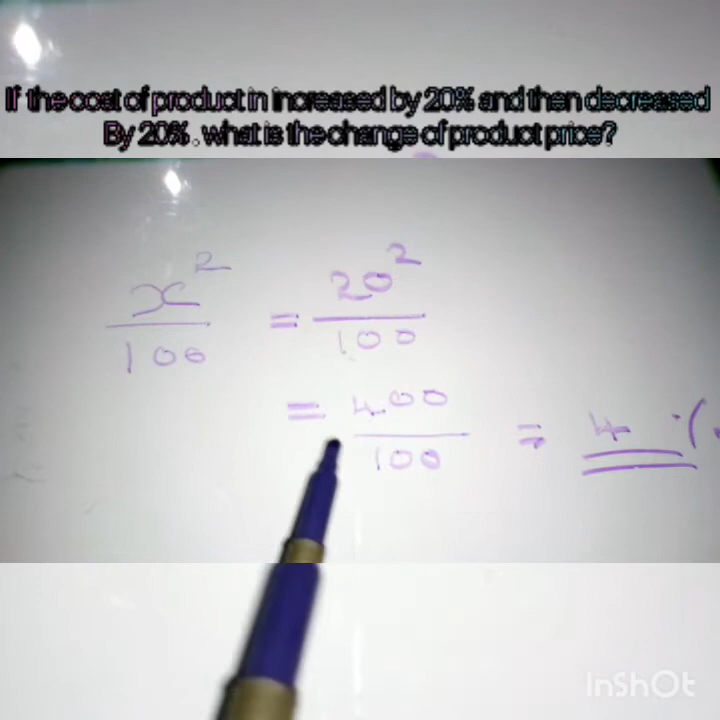 If the cost of product in increased by 20% and then decreased
By 20% . what is the change of product price?
x² / 100 = 20² / 100
= 400 / 100 = 4 %
InShOt